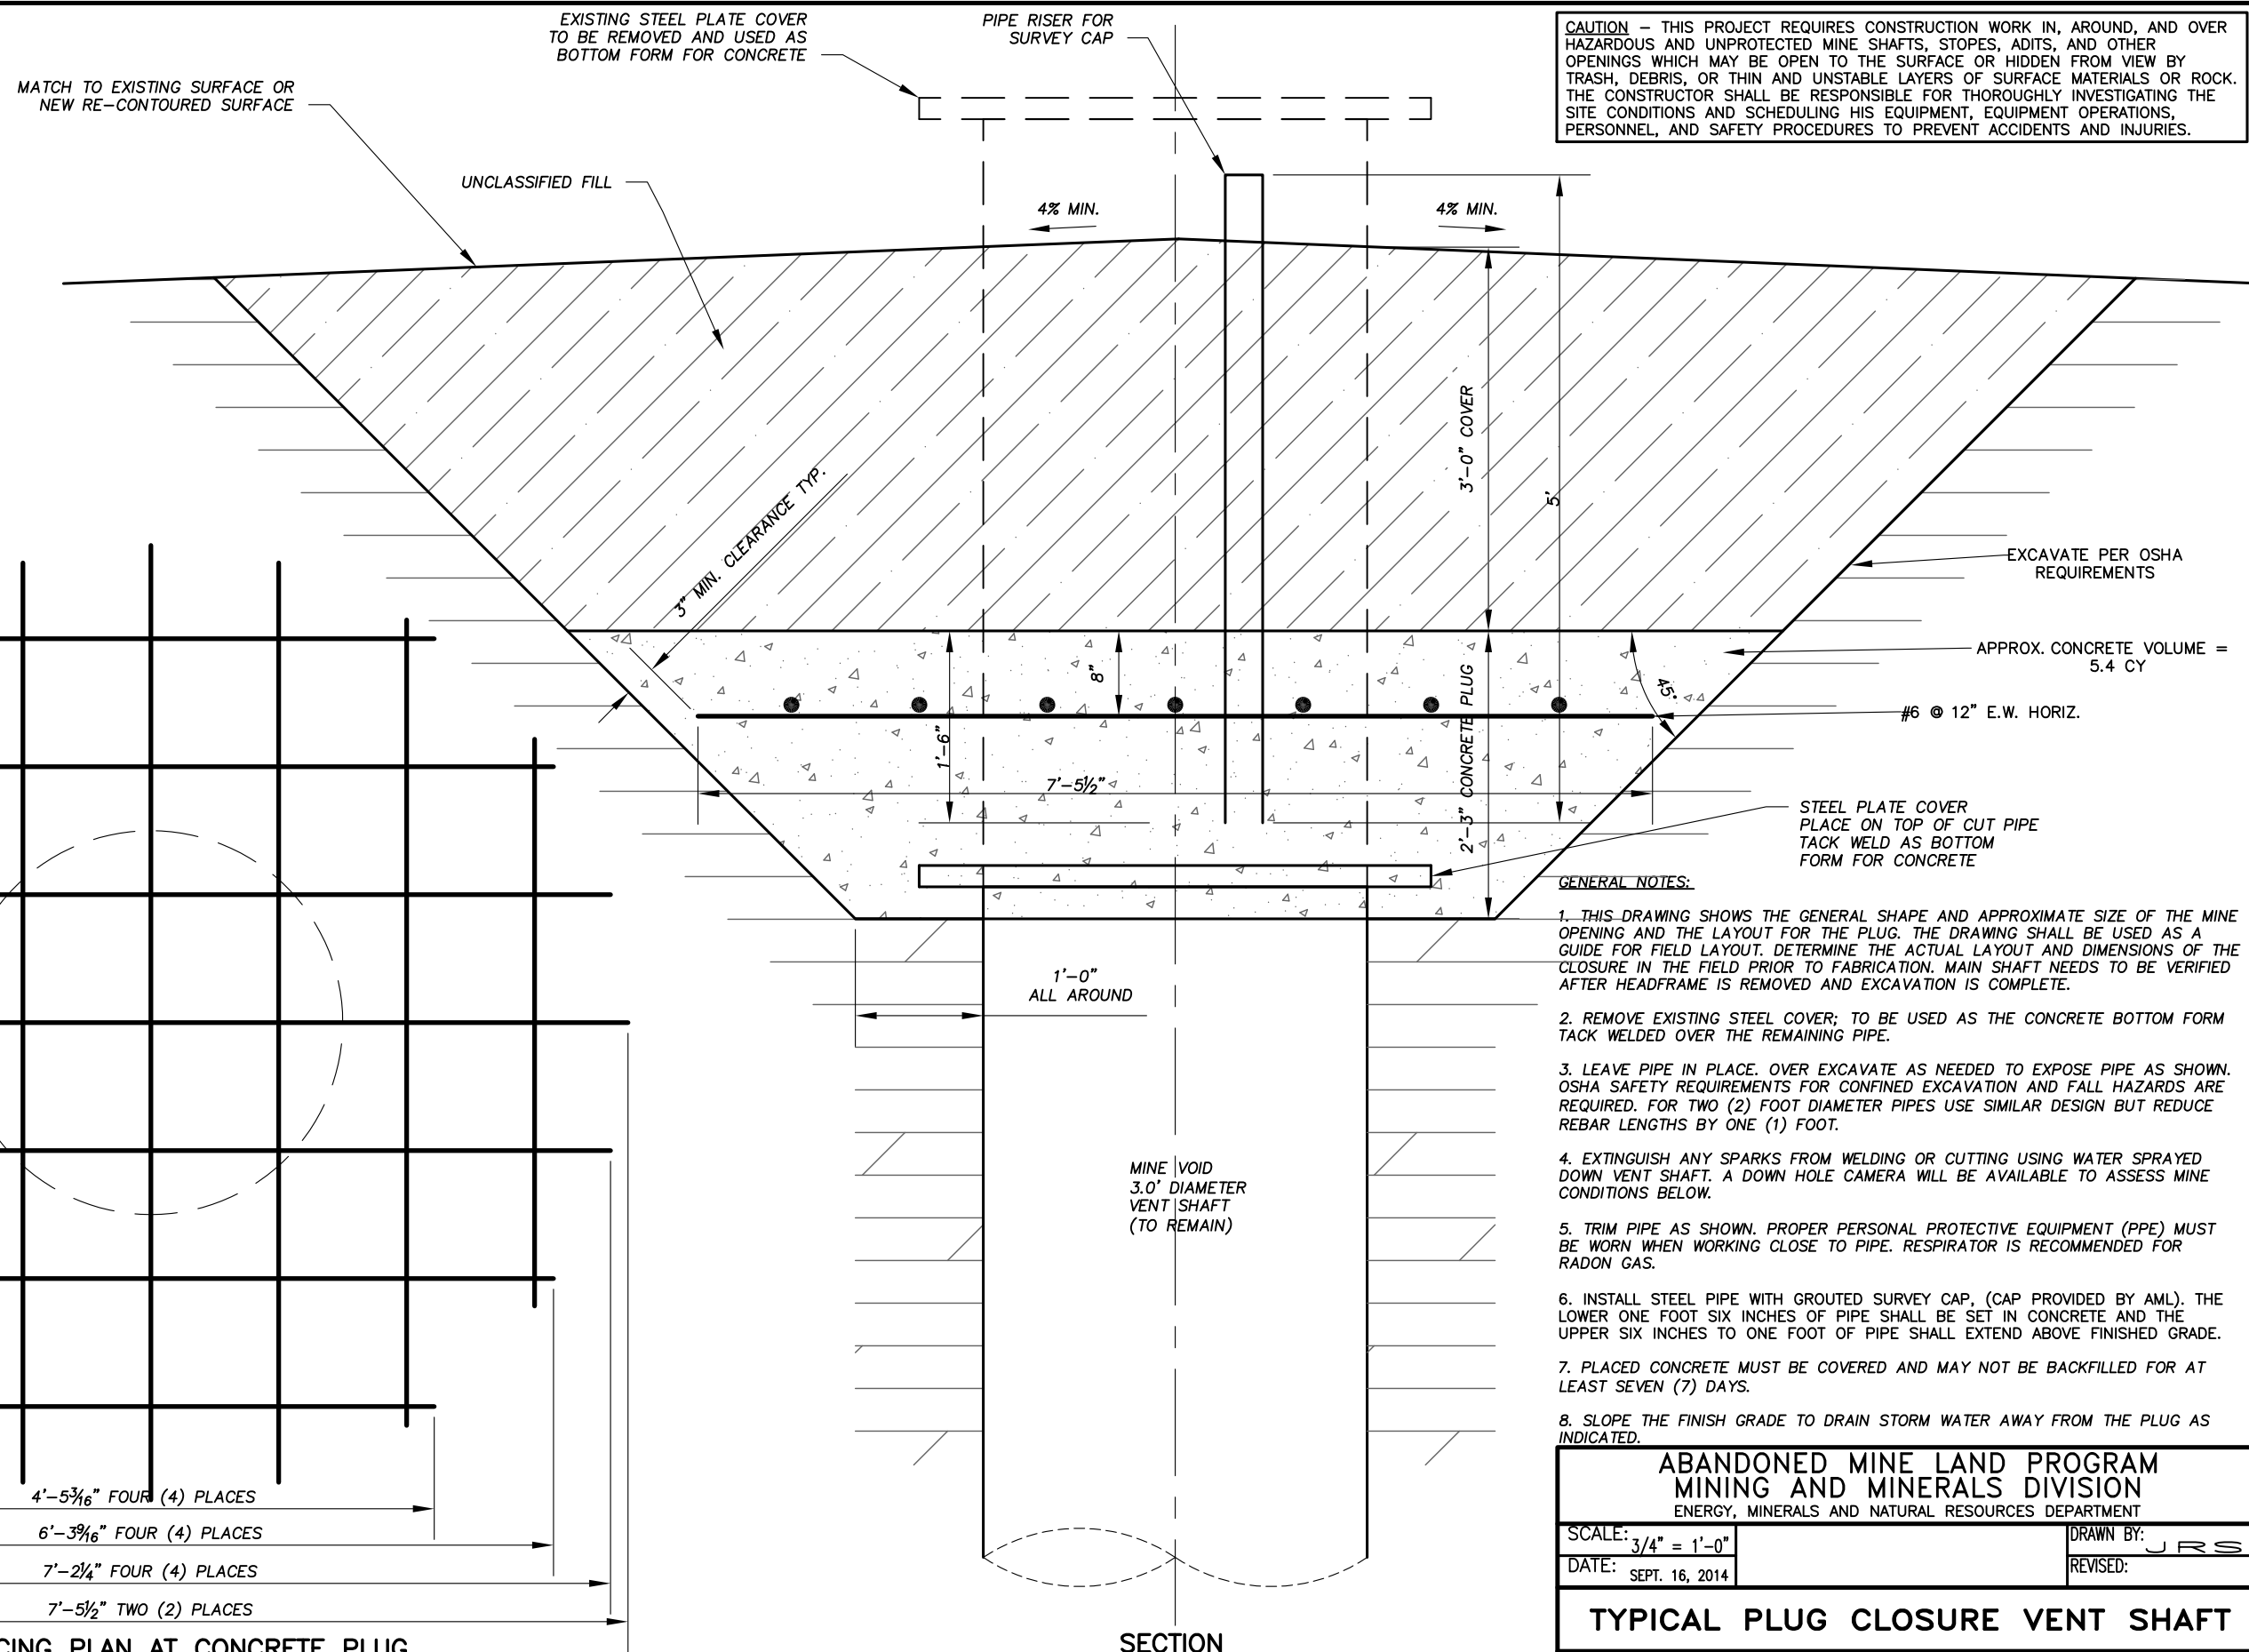 EXISTING STEEL PLATE COVER
TO BE REMOVED AND USED AS
BOTTOM FORM FOR CONCRETE
PIPE RISER FOR
SURVEY CAP
CAUTION – THIS PROJECT REQUIRES CONSTRUCTION WORK IN, AROUND, AND OVER
HAZARDOUS AND UNPROTECTED MINE SHAFTS, STOPES, ADITS, AND OTHER
OPENINGS WHICH MAY BE OPEN TO THE SURFACE OR HIDDEN FROM VIEW BY
TRASH, DEBRIS, OR THIN AND UNSTABLE LAYERS OF SURFACE MATERIALS OR ROCK.
THE CONSTRUCTOR SHALL BE RESPONSIBLE FOR THOROUGHLY INVESTIGATING THE
SITE CONDITIONS AND SCHEDULING HIS EQUIPMENT, EQUIPMENT OPERATIONS,
PERSONNEL, AND SAFETY PROCEDURES TO PREVENT ACCIDENTS AND INJURIES.
MATCH TO EXISTING SURFACE OR
NEW RE-CONTOURED SURFACE
UNCLASSIFIED FILL
4% MIN.
4% MIN.
3'-0" COVER
5'
3" MIN. CLEARANCE TYP.
EXCAVATE PER OSHA
REQUIREMENTS
APPROX. CONCRETE VOLUME =
5.4 CY
8"
45°
#6 @ 12" E.W. HORIZ.
1'-6"
2'-3" CONCRETE PLUG
7'-5½"
STEEL PLATE COVER
PLACE ON TOP OF CUT PIPE
TACK WELD AS BOTTOM
FORM FOR CONCRETE
1'-0"
ALL AROUND
MINE VOID
3.0' DIAMETER
VENT SHAFT
(TO REMAIN)
GENERAL NOTES:
1. THIS DRAWING SHOWS THE GENERAL SHAPE AND APPROXIMATE SIZE OF THE MINE
OPENING AND THE LAYOUT FOR THE PLUG. THE DRAWING SHALL BE USED AS A
GUIDE FOR FIELD LAYOUT. DETERMINE THE ACTUAL LAYOUT AND DIMENSIONS OF THE
CLOSURE IN THE FIELD PRIOR TO FABRICATION. MAIN SHAFT NEEDS TO BE VERIFIED
AFTER HEADFRAME IS REMOVED AND EXCAVATION IS COMPLETE.
2. REMOVE EXISTING STEEL COVER; TO BE USED AS THE CONCRETE BOTTOM FORM
TACK WELDED OVER THE REMAINING PIPE.
3. LEAVE PIPE IN PLACE. OVER EXCAVATE AS NEEDED TO EXPOSE PIPE AS SHOWN.
OSHA SAFETY REQUIREMENTS FOR CONFINED EXCAVATION AND FALL HAZARDS ARE
REQUIRED. FOR TWO (2) FOOT DIAMETER PIPES USE SIMILAR DESIGN BUT REDUCE
REBAR LENGTHS BY ONE (1) FOOT.
4. EXTINGUISH ANY SPARKS FROM WELDING OR CUTTING USING WATER SPRAYED
DOWN VENT SHAFT. A DOWN HOLE CAMERA WILL BE AVAILABLE TO ASSESS MINE
CONDITIONS BELOW.
5. TRIM PIPE AS SHOWN. PROPER PERSONAL PROTECTIVE EQUIPMENT (PPE) MUST
BE WORN WHEN WORKING CLOSE TO PIPE. RESPIRATOR IS RECOMMENDED FOR
RADON GAS.
6. INSTALL STEEL PIPE WITH GROUTED SURVEY CAP, (CAP PROVIDED BY AML). THE
LOWER ONE FOOT SIX INCHES OF PIPE SHALL BE SET IN CONCRETE AND THE
UPPER SIX INCHES TO ONE FOOT OF PIPE SHALL EXTEND ABOVE FINISHED GRADE.
7. PLACED CONCRETE MUST BE COVERED AND MAY NOT BE BACKFILLED FOR AT
LEAST SEVEN (7) DAYS.
8. SLOPE THE FINISH GRADE TO DRAIN STORM WATER AWAY FROM THE PLUG AS
INDICATED.
4'-5³⁄₁₆" FOUR (4) PLACES
6'-3⁹⁄₁₆" FOUR (4) PLACES
7'-2¼" FOUR (4) PLACES
7'-5½" TWO (2) PLACES
CING PLAN AT CONCRETE PLUG
SECTION
ABANDONED MINE LAND PROGRAM
MINING AND MINERALS DIVISION
ENERGY, MINERALS AND NATURAL RESOURCES DEPARTMENT
SCALE: 3/4" = 1'-0"
DRAWN BY: JRS
DATE: SEPT. 16, 2014
REVISED:
TYPICAL PLUG CLOSURE VENT SHAFT